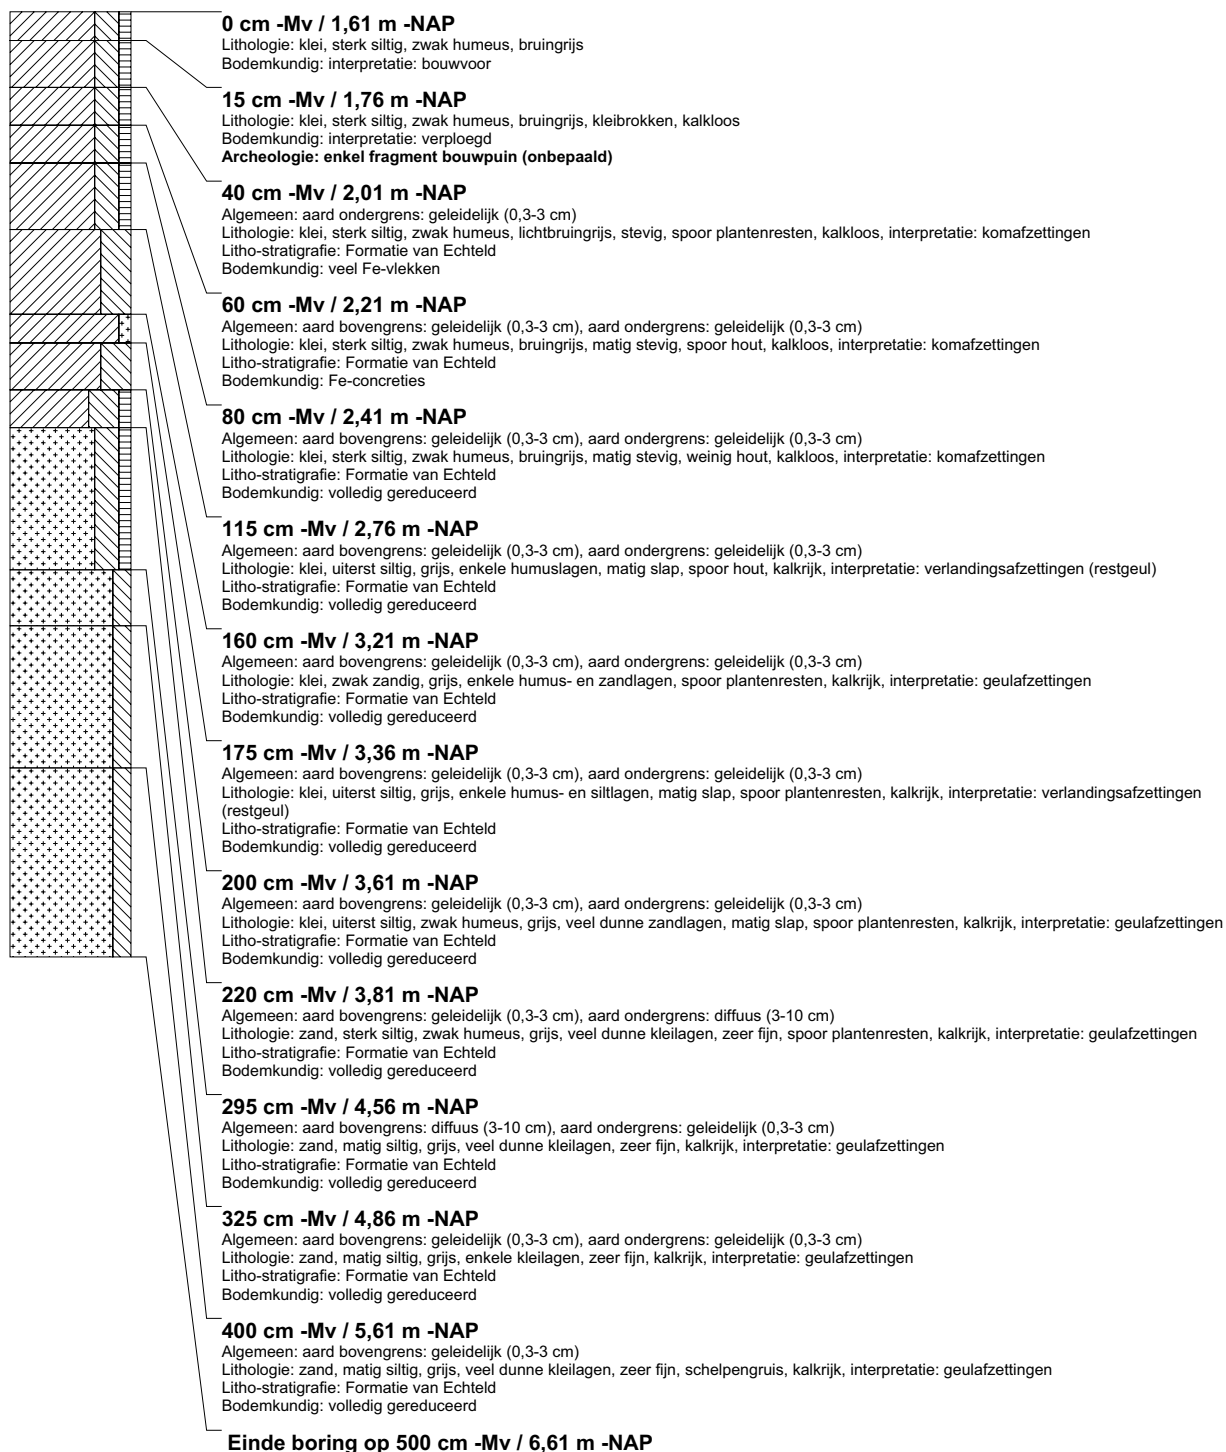 0 cm -Mv / 1,61 m -NAP
Lithologie: klei, sterk siltig, zwak humeus, bruingrijs
Bodemkundig: interpretatie: bouwvoor
15 cm -Mv / 1,76 m -NAP
Lithologie: klei, sterk siltig, zwak humeus, bruingrijs, kleibrokken, kalkloos
Bodemkundig: interpretatie: verploegd
Archeologie: enkel fragment bouwpuin (onbepaald)
40 cm -Mv / 2,01 m -NAP
Algemeen: aard ondergrens: geleidelijk (0,3-3 cm)
Lithologie: klei, sterk siltig, zwak humeus, lichtbruingrijs, stevig, spoor plantenresten, kalkloos, interpretatie: komafzettingen
Litho-stratigrafie: Formatie van Echteld
Bodemkundig: veel Fe-vlekken
60 cm -Mv / 2,21 m -NAP
Algemeen: aard bovengrens: geleidelijk (0,3-3 cm), aard ondergrens: geleidelijk (0,3-3 cm)
Lithologie: klei, sterk siltig, zwak humeus, bruingrijs, matig stevig, spoor hout, kalkloos, interpretatie: komafzettingen
Litho-stratigrafie: Formatie van Echteld
Bodemkundig: Fe-concreties
80 cm -Mv / 2,41 m -NAP
Algemeen: aard bovengrens: geleidelijk (0,3-3 cm), aard ondergrens: geleidelijk (0,3-3 cm)
Lithologie: klei, sterk siltig, zwak humeus, bruingrijs, matig stevig, weinig hout, kalkloos, interpretatie: komafzettingen
Litho-stratigrafie: Formatie van Echteld
Bodemkundig: volledig gereduceerd
115 cm -Mv / 2,76 m -NAP
Algemeen: aard bovengrens: geleidelijk (0,3-3 cm), aard ondergrens: geleidelijk (0,3-3 cm)
Lithologie: klei, uiterst siltig, grijs, enkele humuslagen, matig slap, spoor hout, kalkrijk, interpretatie: verlandingsafzettingen (restgeul)
Litho-stratigrafie: Formatie van Echteld
Bodemkundig: volledig gereduceerd
160 cm -Mv / 3,21 m -NAP
Algemeen: aard bovengrens: geleidelijk (0,3-3 cm), aard ondergrens: geleidelijk (0,3-3 cm)
Lithologie: klei, zwak zandig, grijs, enkele humus- en zandlagen, spoor plantenresten, kalkrijk, interpretatie: geulafzettingen
Litho-stratigrafie: Formatie van Echteld
Bodemkundig: volledig gereduceerd
175 cm -Mv / 3,36 m -NAP
Algemeen: aard bovengrens: geleidelijk (0,3-3 cm), aard ondergrens: geleidelijk (0,3-3 cm)
Lithologie: klei, uiterst siltig, grijs, enkele humus- en siltlagen, matig slap, spoor plantenresten, kalkrijk, interpretatie: verlandingsafzettingen
(restgeul)
Litho-stratigrafie: Formatie van Echteld
Bodemkundig: volledig gereduceerd
200 cm -Mv / 3,61 m -NAP
Algemeen: aard bovengrens: geleidelijk (0,3-3 cm), aard ondergrens: geleidelijk (0,3-3 cm)
Lithologie: klei, uiterst siltig, zwak humeus, grijs, veel dunne zandlagen, matig slap, spoor plantenresten, kalkrijk, interpretatie: geulafzettingen
Litho-stratigrafie: Formatie van Echteld
Bodemkundig: volledig gereduceerd
220 cm -Mv / 3,81 m -NAP
Algemeen: aard bovengrens: geleidelijk (0,3-3 cm), aard ondergrens: diffuus (3-10 cm)
Lithologie: zand, sterk siltig, zwak humeus, grijs, veel dunne kleilagen, zeer fijn, spoor plantenresten, kalkrijk, interpretatie: geulafzettingen
Litho-stratigrafie: Formatie van Echteld
Bodemkundig: volledig gereduceerd
295 cm -Mv / 4,56 m -NAP
Algemeen: aard bovengrens: diffuus (3-10 cm), aard ondergrens: geleidelijk (0,3-3 cm)
Lithologie: zand, matig siltig, grijs, veel dunne kleilagen, zeer fijn, kalkrijk, interpretatie: geulafzettingen
Litho-stratigrafie: Formatie van Echteld
Bodemkundig: volledig gereduceerd
325 cm -Mv / 4,86 m -NAP
Algemeen: aard bovengrens: geleidelijk (0,3-3 cm), aard ondergrens: geleidelijk (0,3-3 cm)
Lithologie: zand, matig siltig, grijs, enkele kleilagen, zeer fijn, kalkrijk, interpretatie: geulafzettingen
Litho-stratigrafie: Formatie van Echteld
Bodemkundig: volledig gereduceerd
400 cm -Mv / 5,61 m -NAP
Algemeen: aard bovengrens: geleidelijk (0,3-3 cm)
Lithologie: zand, matig siltig, grijs, veel dunne kleilagen, zeer fijn, schelpengruis, kalkrijk, interpretatie: geulafzettingen
Litho-stratigrafie: Formatie van Echteld
Bodemkundig: volledig gereduceerd
Einde boring op 500 cm -Mv / 6,61 m -NAP